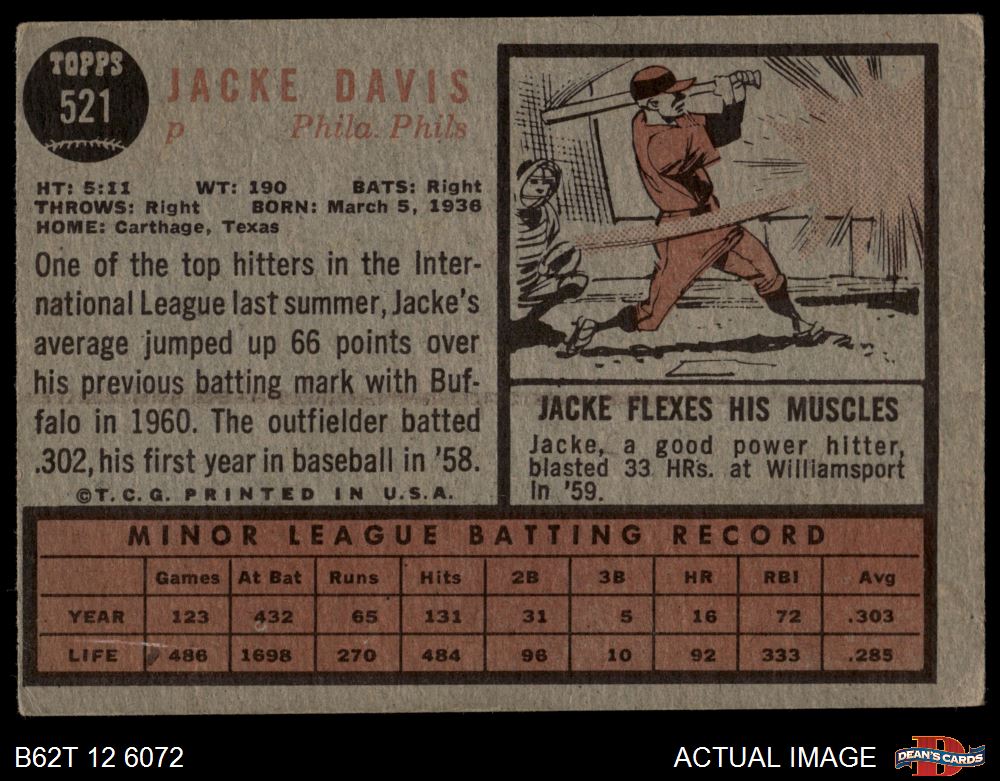 TOPPS
521
JACKE DAVIS
p Phila. Phils
HT: 5:11 WT: 190 BATS: Right
THROWS: Right BORN: March 5, 1936
HOME: Carthage, Texas
One of the top hitters in the Inter-
national League last summer, Jacke's
average jumped up 66 points over
his previous batting mark with Buf-
falo in 1960. The outfielder batted
.302, his first year in baseball in '58.
©T.C.G. PRINTED IN U.S.A.
JACKE FLEXES HIS MUSCLES
Jacke, a good power hitter,
blasted 33 HRs. at Williamsport
in '59.
MINOR LEAGUE BATTING RECORD
Games At Bat Runs Hits 2B 3B HR RBI Avg
YEAR 123 432 65 131 31 5 16 72 .303
LIFE 486 1698 270 484 96 10 92 333 .285
B62T 12 6072
ACTUAL IMAGE
D
DEAN'S CARDS